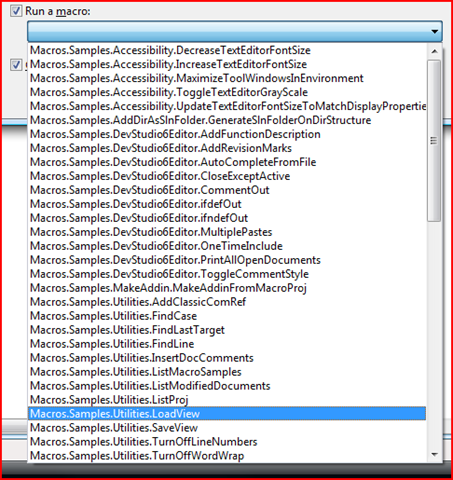 Run a macro:
Macros.Samples.Accessibility.DecreaseTextEditorFontSize
Macros.Samples.Accessibility.IncreaseTextEditorFontSize
Macros.Samples.Accessibility.MaximizeToolWindowsInEnvironment
Macros.Samples.Accessibility.ToggleTextEditorGrayScale
Macros.Samples.Accessibility.UpdateTextEditorFontSizeToMatchDisplayPropertie
Macros.Samples.AddDirAsSlnFolder.GenerateSlnFolderOnDirStructure
Macros.Samples.DevStudio6Editor.AddFunctionDescription
Macros.Samples.DevStudio6Editor.AddRevisionMarks
Macros.Samples.DevStudio6Editor.AutoCompleteFromFile
Macros.Samples.DevStudio6Editor.CloseExceptActive
Macros.Samples.DevStudio6Editor.CommentOut
Macros.Samples.DevStudio6Editor.ifdefOut
Macros.Samples.DevStudio6Editor.ifndefOut
Macros.Samples.DevStudio6Editor.MultiplePastes
Macros.Samples.DevStudio6Editor.OneTimeInclude
Macros.Samples.DevStudio6Editor.PrintAllOpenDocuments
Macros.Samples.DevStudio6Editor.ToggleCommentStyle
Macros.Samples.MakeAddin.MakeAddinFromMacroProj
Macros.Samples.Utilities.AddClassicComRef
Macros.Samples.Utilities.FindCase
Macros.Samples.Utilities.FindLastTarget
Macros.Samples.Utilities.FindLine
Macros.Samples.Utilities.InsertDocComments
Macros.Samples.Utilities.ListMacroSamples
Macros.Samples.Utilities.ListModifiedDocuments
Macros.Samples.Utilities.ListProj
Macros.Samples.Utilities.LoadView
Macros.Samples.Utilities.SaveView
Macros.Samples.Utilities.TurnOffLineNumbers
Macros.Samples.Utilities.TurnOffWordWrap